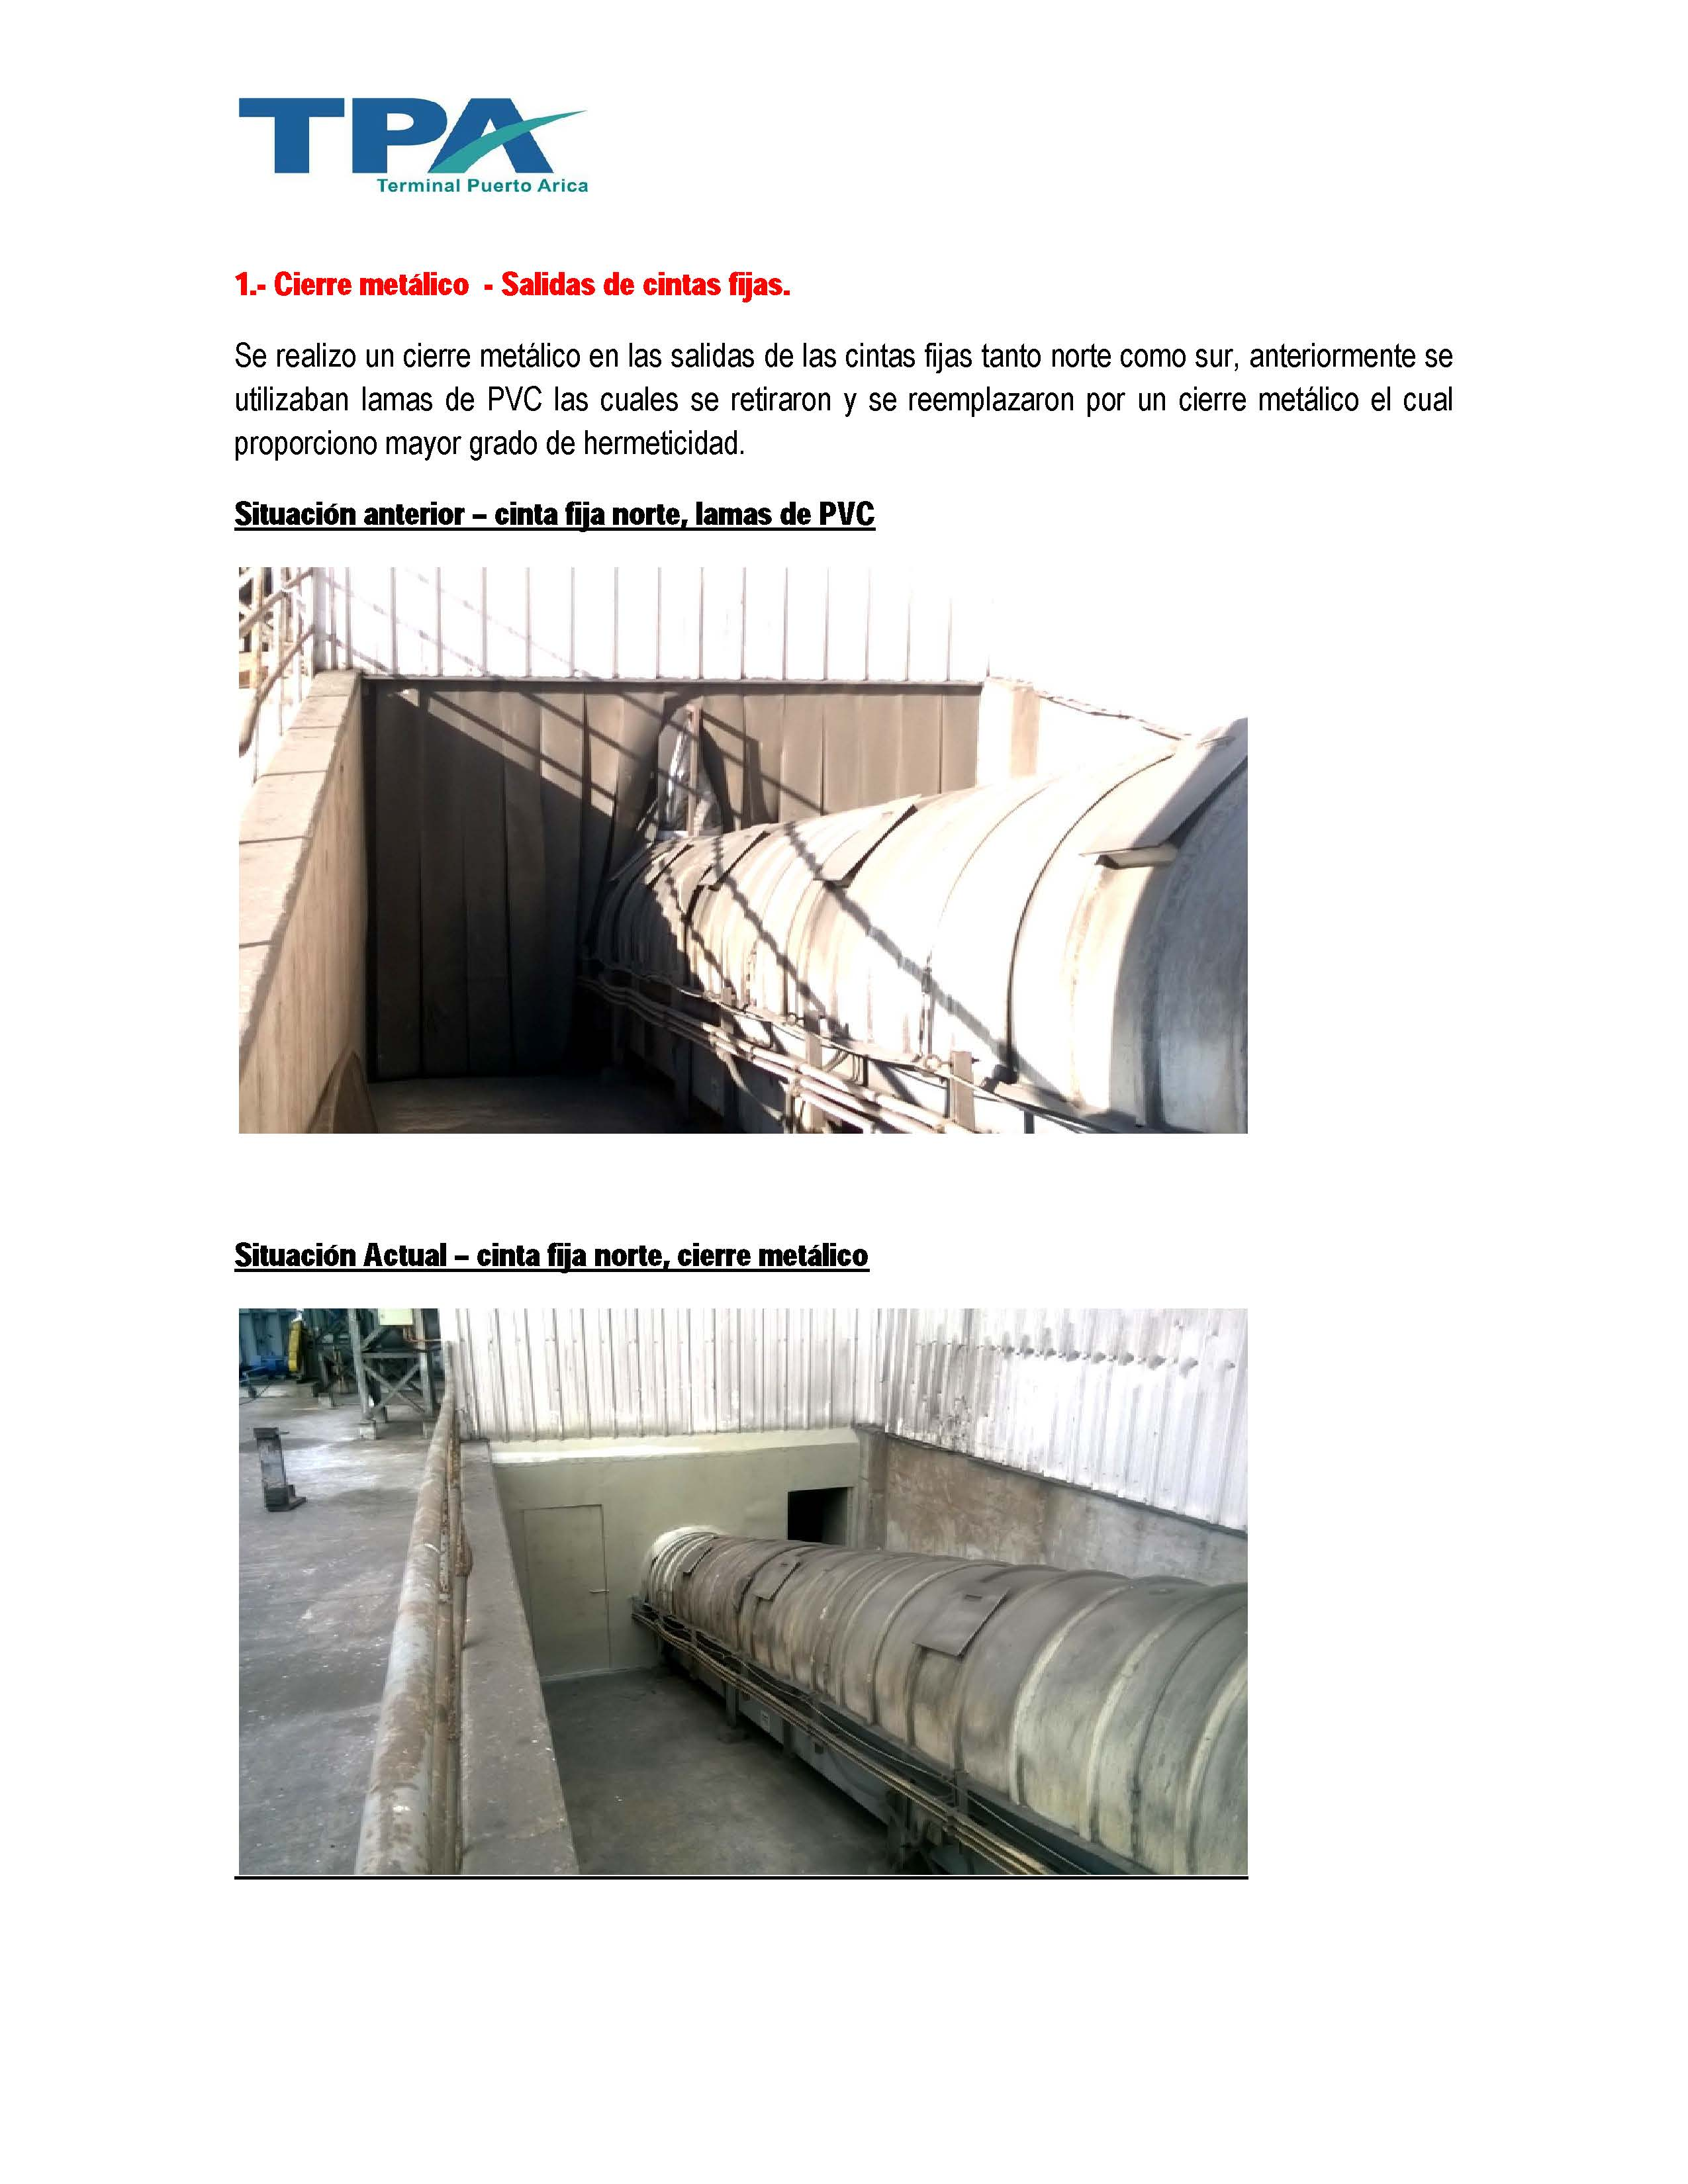 TPA
Terminal Puerto Arica
1.- Cierre metálico - Salidas de cintas fijas.
Se realizo un cierre metálico en las salidas de las cintas fijas tanto norte como sur, anteriormente se
utilizaban lamas de PVC las cuales se retiraron y se reemplazaron por un cierre metálico el cual
proporciono mayor grado de hermeticidad.
Situación anterior – cinta fija norte, lamas de PVC
Situación Actual – cinta fija norte, cierre metálico